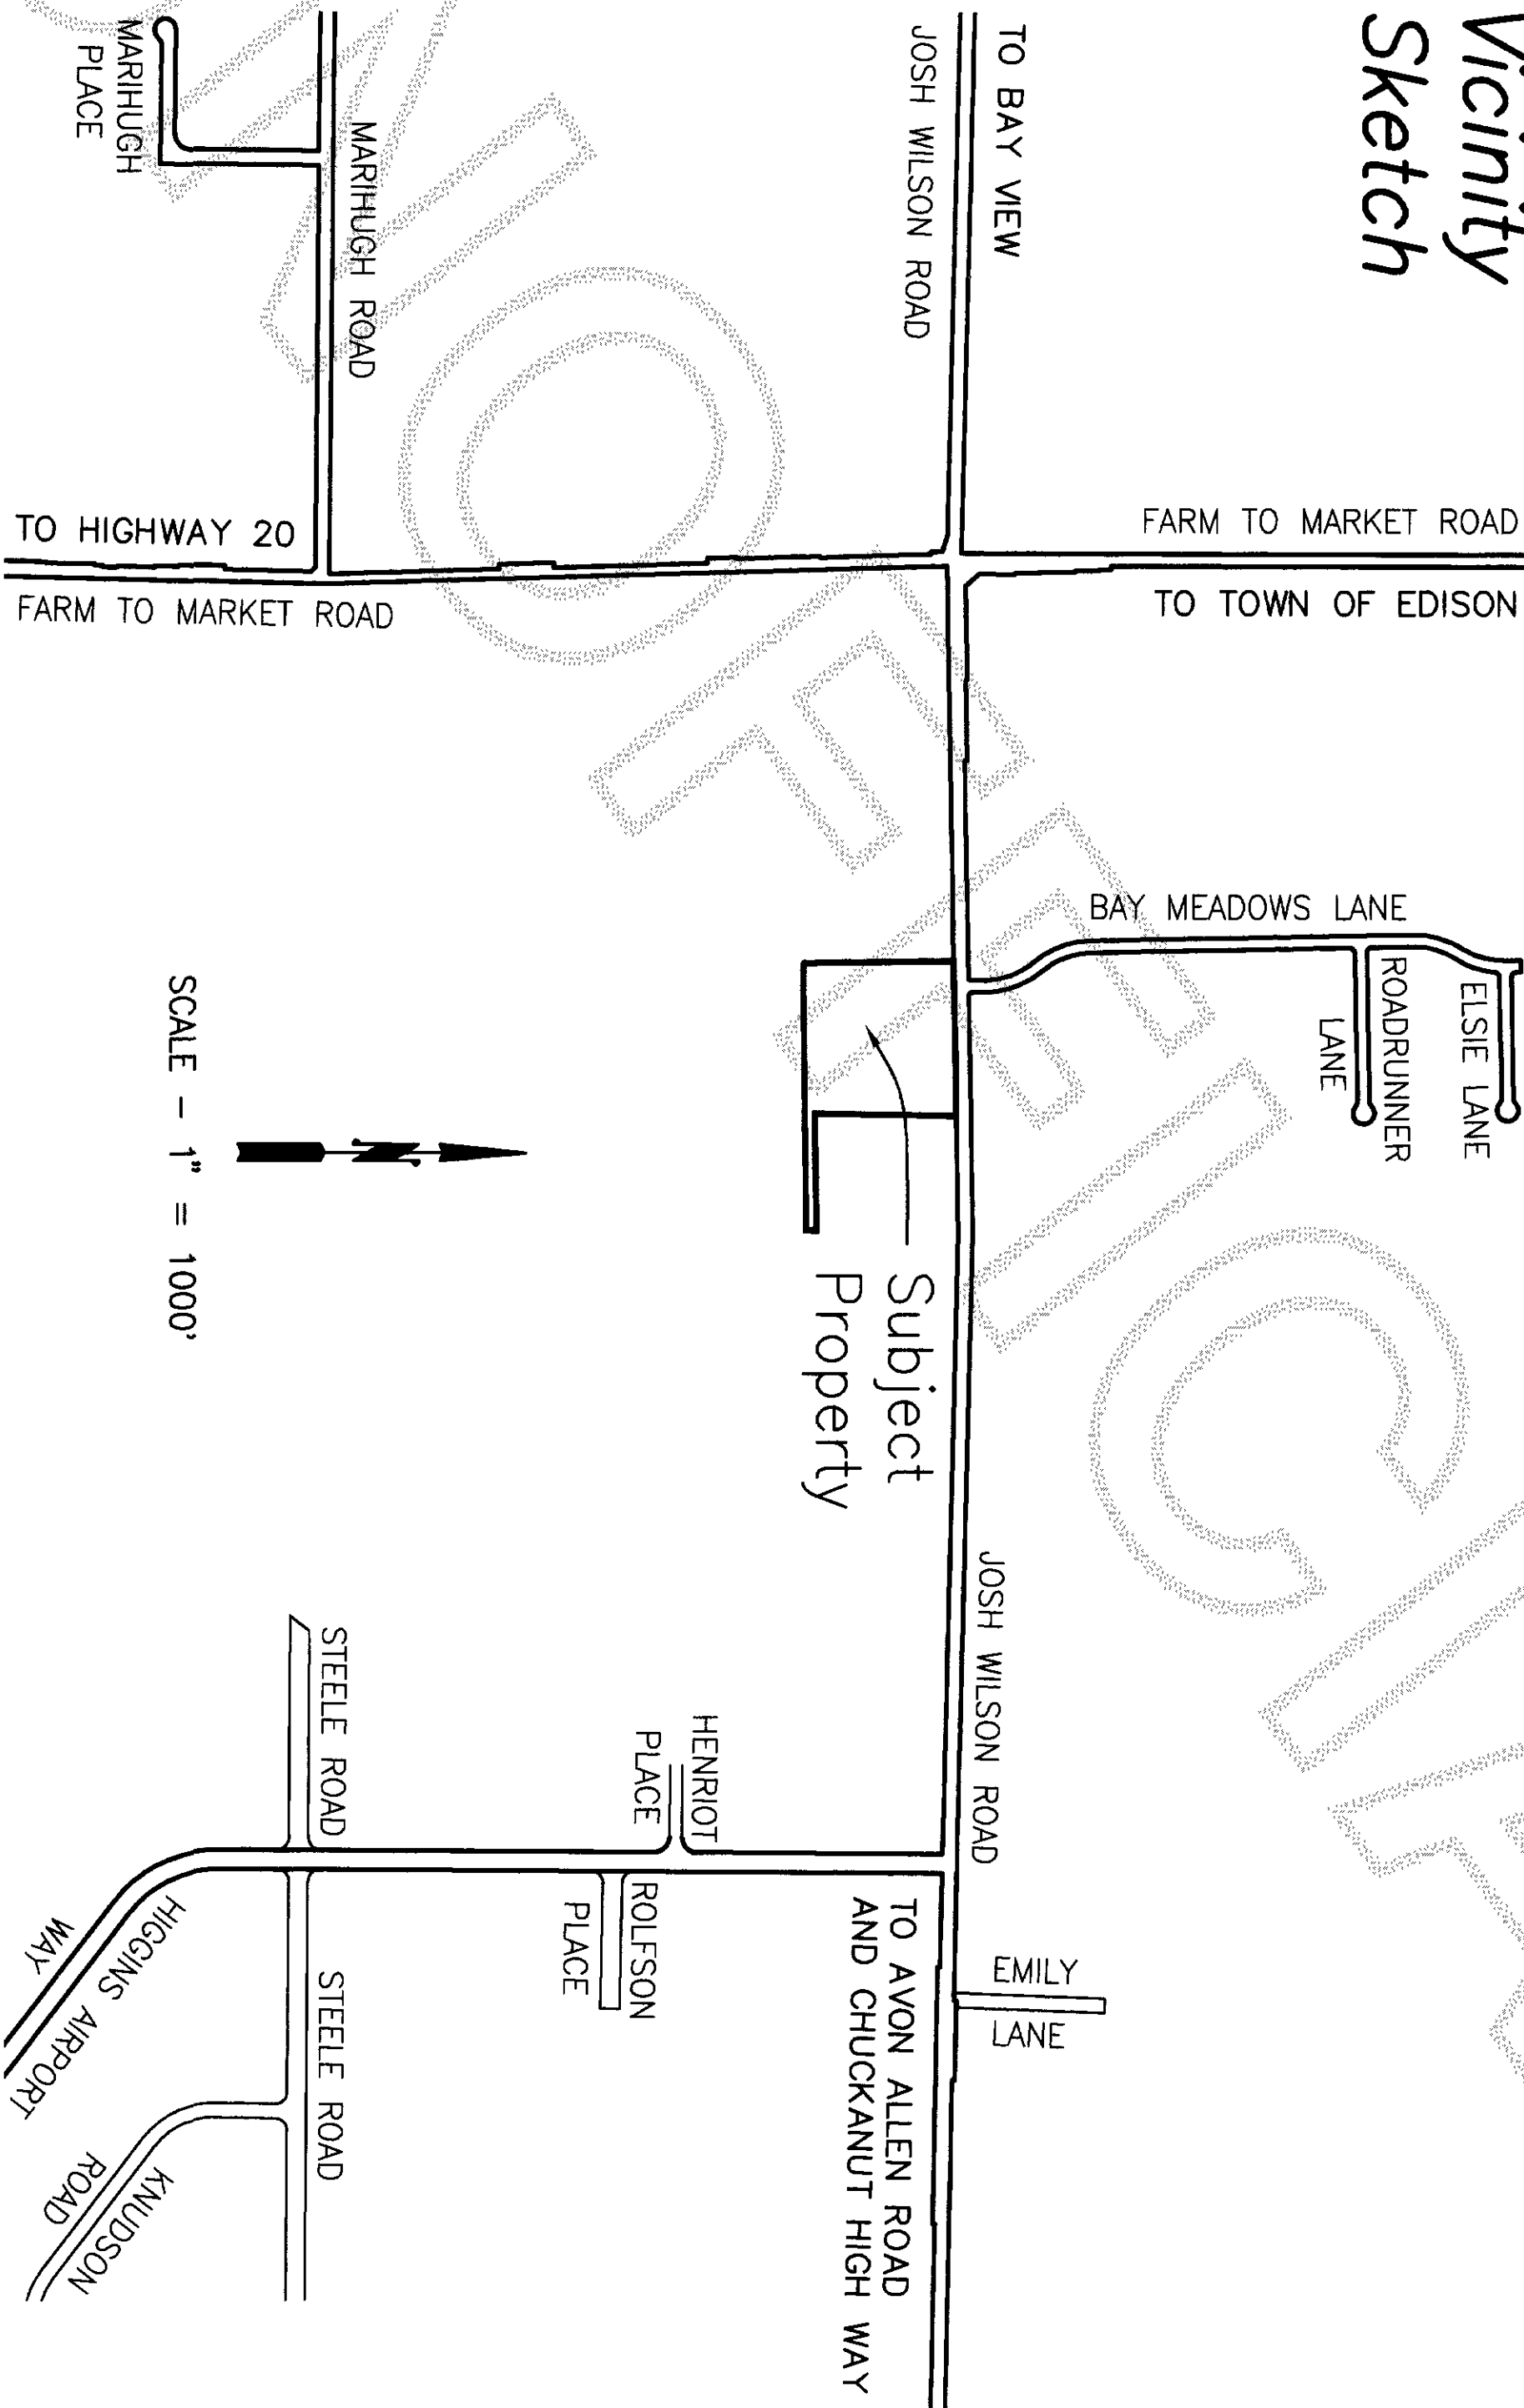 Vicinity
Sketch
TO BAY VIEW
JOSH WILSON ROAD
FARM TO MARKET ROAD
TO TOWN OF EDISON
BAY MEADOWS LANE
ELSIE LANE
ROADRUNNER
LANE
MARIHUGH ROAD
MARIHUGH
PLACE
TO HIGHWAY 20
FARM TO MARKET ROAD
Subject
Property
SCALE - 1" = 1000'
JOSH WILSON ROAD
EMILY
LANE
TO AVON ALLEN ROAD
AND CHUCKANUT HIGH WAY
HENRIOT
PLACE
ROLFSON
PLACE
STEELE ROAD
STEELE ROAD
HIGGINS AIRPORT
WAY
KNUDSON
ROAD